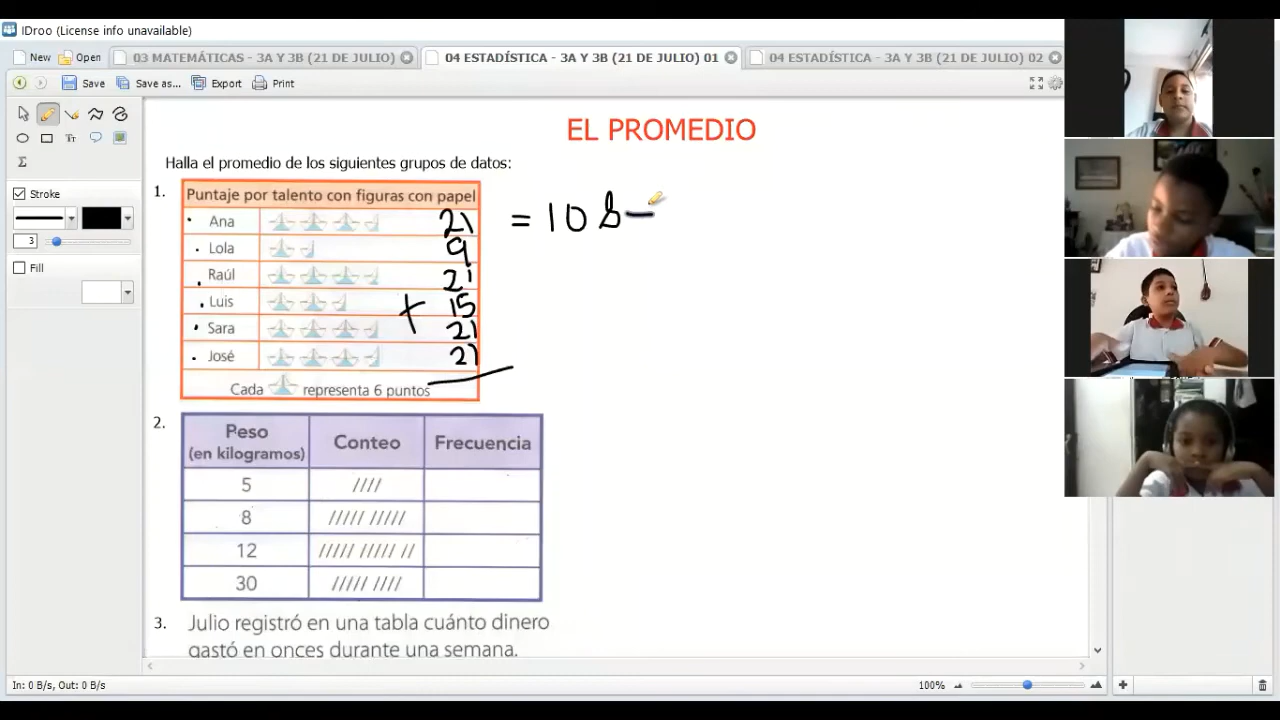 IDroo (License info unavailable)
New Open 03 MATEMÁTICAS - 3A Y 3B (21 DE JULIO) 04 ESTADÍSTICA - 3A Y 3B (21 DE JULIO) 01 04 ESTADÍSTICA - 3A Y 3B (21 DE JULIO) 02
Save Save as... Export Print
EL PROMEDIO
Halla el promedio de los siguientes grupos de datos:
1.
Puntaje por talento con figuras con papel
Ana 21 = 108
Lola 9
Raúl 21
Luis + 15
Sara 21
José 21
Cada representa 6 puntos
Tr
Σ
Stroke
3
Fill
2.
Peso (en kilogramos) Conteo Frecuencia
5 ////
8 ///// /////
12 ///// ///// //
30 ///// ////
3. Julio registró en una tabla cuánto dinero
gastó en onces durante una semana.
In: 0 B/s, Out: 0 B/s 100%